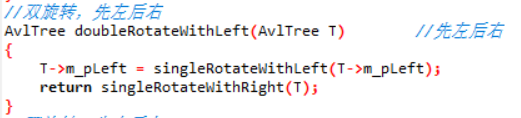 //双旋转，先左后右
AvlTree doubleRotateWithLeft(AvlTree T) //先左后右
{
T->m_pLeft = singleRotateWithLeft(T->m_pLeft);
return singleRotateWithRight(T);
}